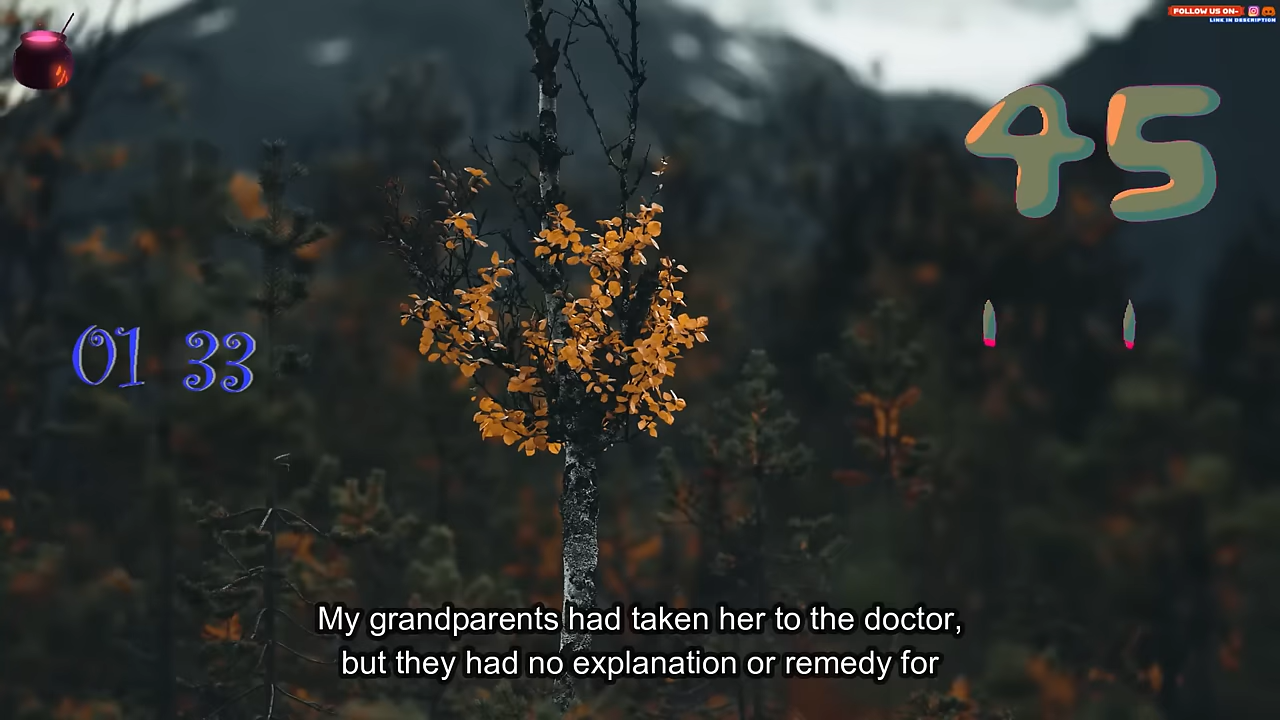 FOLLOW US ON-
LINK IN DESCRIPTION
45
01 33
My grandparents had taken her to the doctor,
but they had no explanation or remedy for